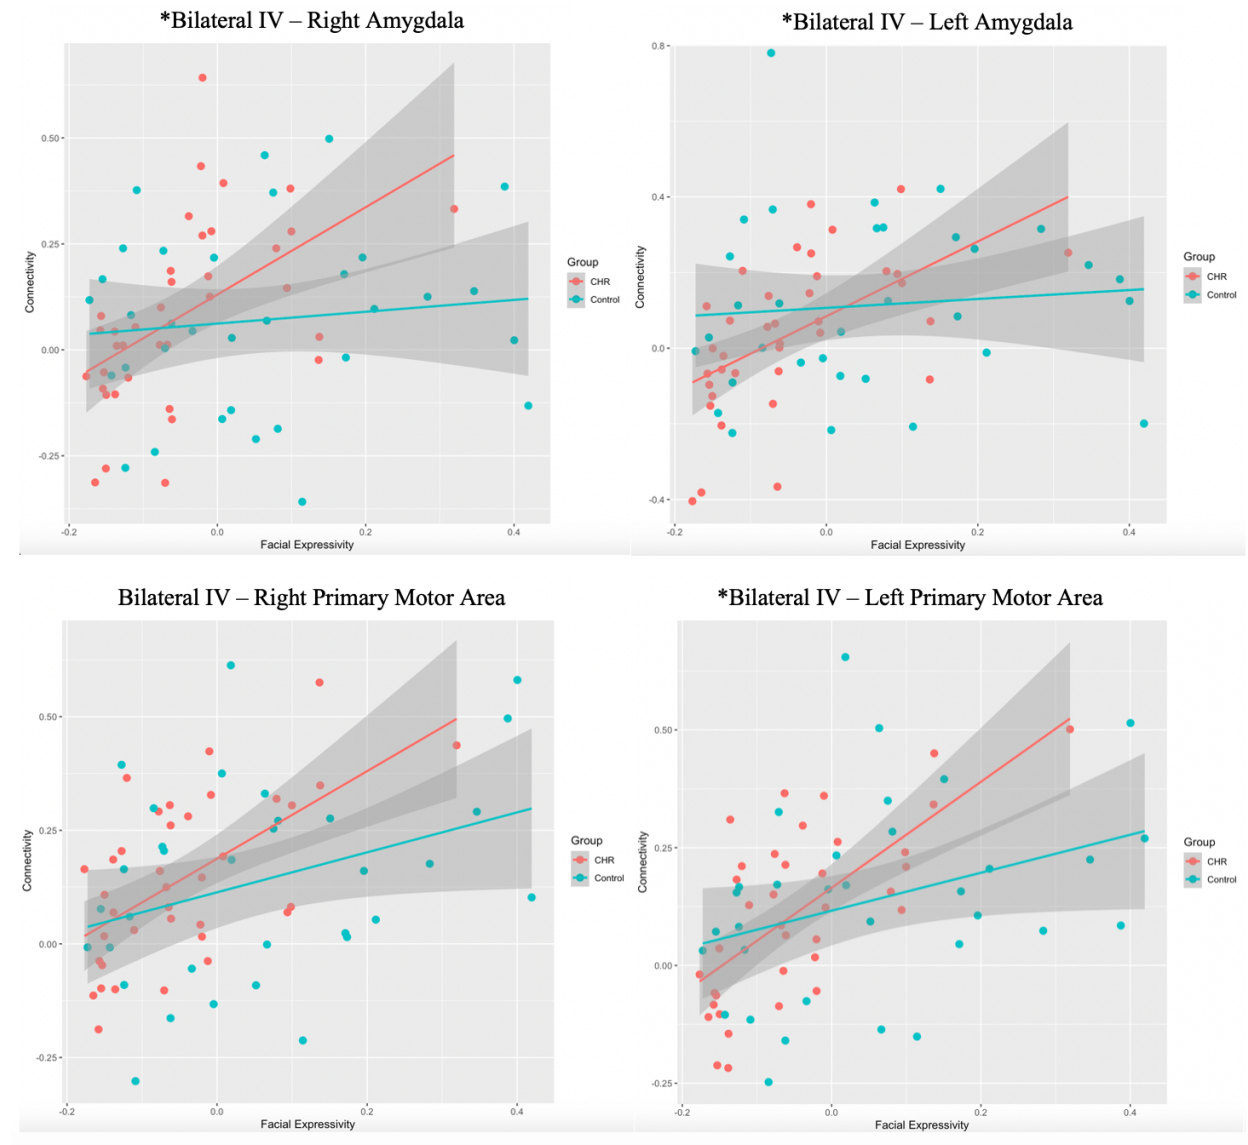 *Bilateral IV – Right Amygdala
0.50
0.25
0.00
-0.25
Connectivity
-0.2
0.0
0.2
0.4
Facial Expressivity
Group
CHR
Control
*Bilateral IV – Left Amygdala
0.8
0.4
0.0
-0.4
Connectivity
-0.2
0.0
0.2
0.4
Facial Expressivity
Group
CHR
Control
Bilateral IV – Right Primary Motor Area
0.50
0.25
0.00
-0.25
Connectivity
-0.2
0.0
0.2
0.4
Facial Expressivity
Group
CHR
Control
*Bilateral IV – Left Primary Motor Area
0.50
0.25
0.00
-0.25
Connectivity
-0.2
0.0
0.2
0.4
Facial Expressivity
Group
CHR
Control